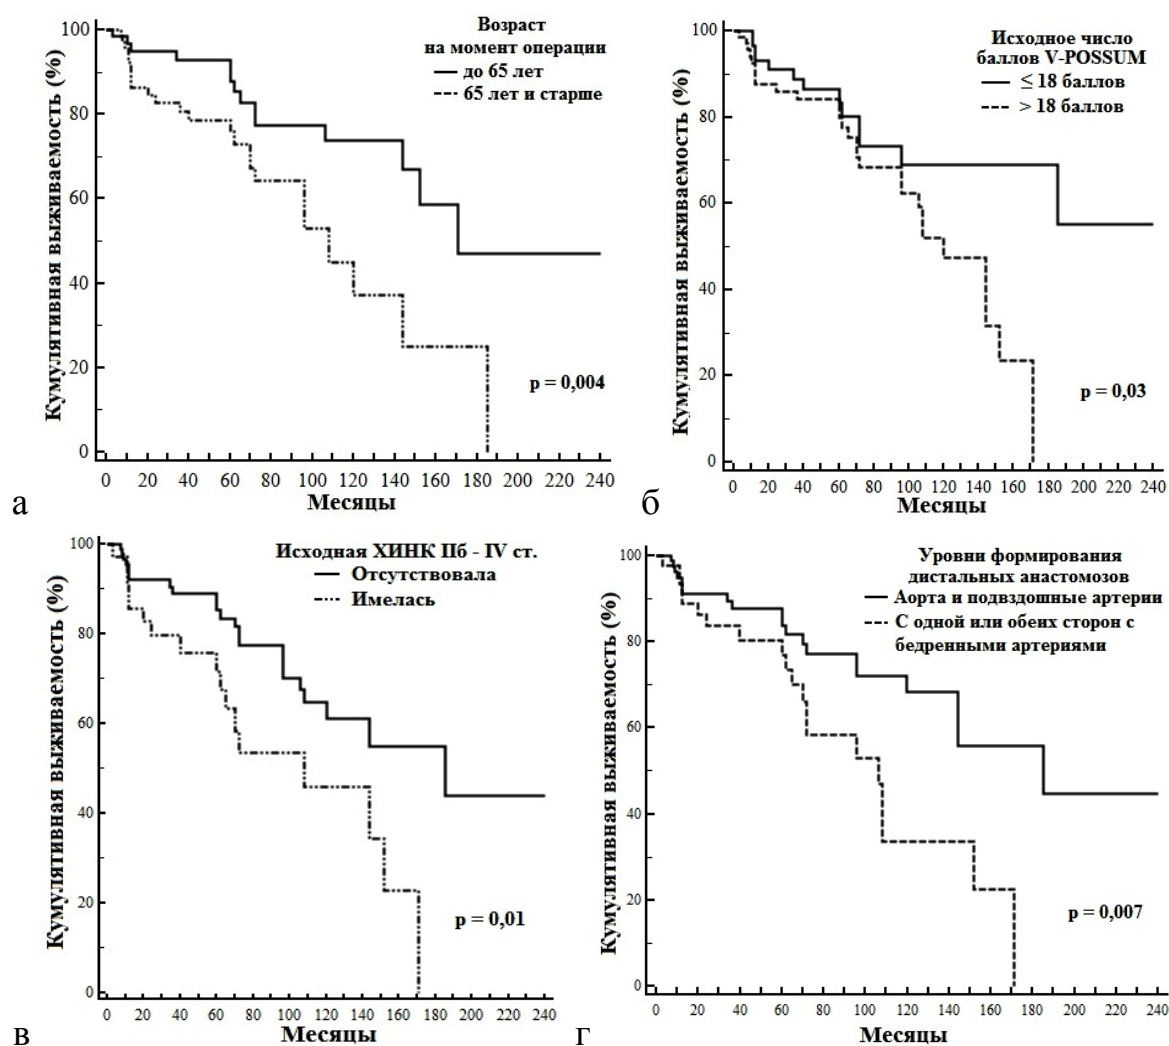 Возраст
на момент операции
до 65 лет
65 лет и старше
Кумулятивная выживаемость (%)
100
80
60
40
20
0
p = 0,004
0 20 40 60 80 100 120 140 160 180 200 220 240
Месяцы
а
Исходное число
баллов V-POSSUM
≤ 18 баллов
> 18 баллов
Кумулятивная выживаемость (%)
100
80
60
40
20
0
p = 0,03
0 20 40 60 80 100 120 140 160 180 200 220 240
Месяцы
б
Исходная ХИНК IIб - IV ст.
Отсутствовала
Имелась
Кумулятивная выживаемость (%)
100
80
60
40
20
0
p = 0,01
0 20 40 60 80 100 120 140 160 180 200 220 240
Месяцы
в
Уровни формирования
дистальных анастомозов
Аорта и подвздошные артерии
С одной или обеих сторон с
бедренными артериями
Кумулятивная выживаемость (%)
100
80
60
40
20
0
p = 0,007
0 20 40 60 80 100 120 140 160 180 200 220 240
Месяцы
г